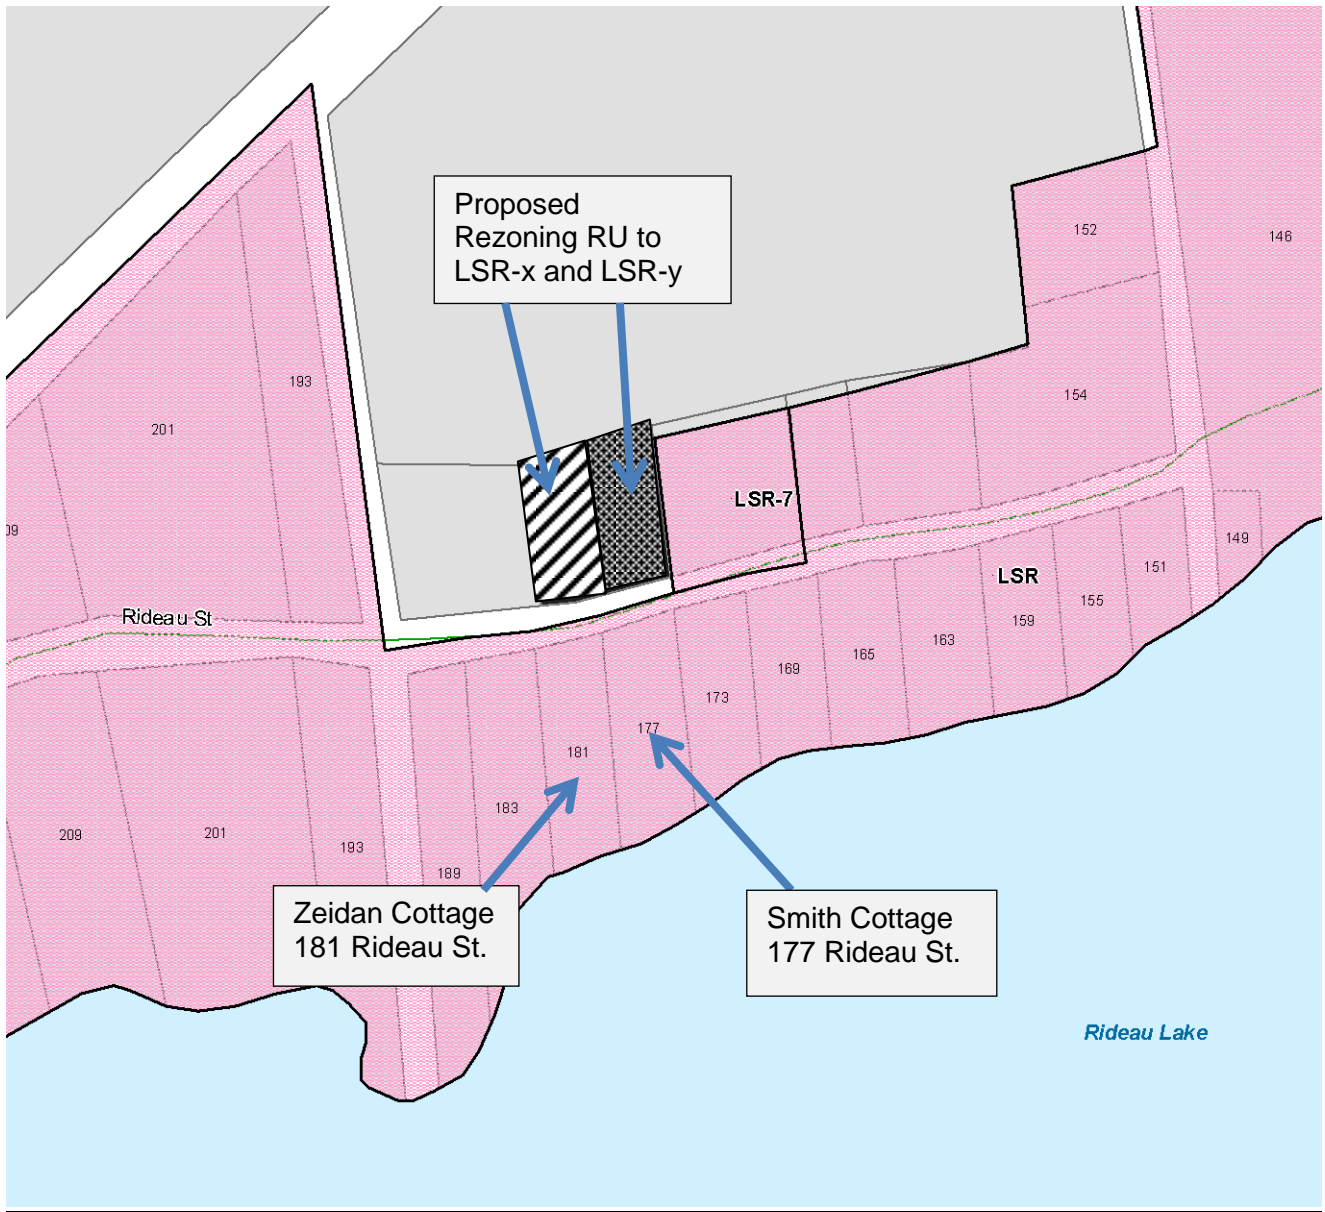 Proposed
Rezoning RU to
LSR-x and LSR-y
152
146
193
201
154
LSR-7
09
149
151
LSR
Rideau St
155
159
163
165
169
173
177
181
183
209
201
193
189
Zeidan Cottage
181 Rideau St.
Smith Cottage
177 Rideau St.
Rideau Lake